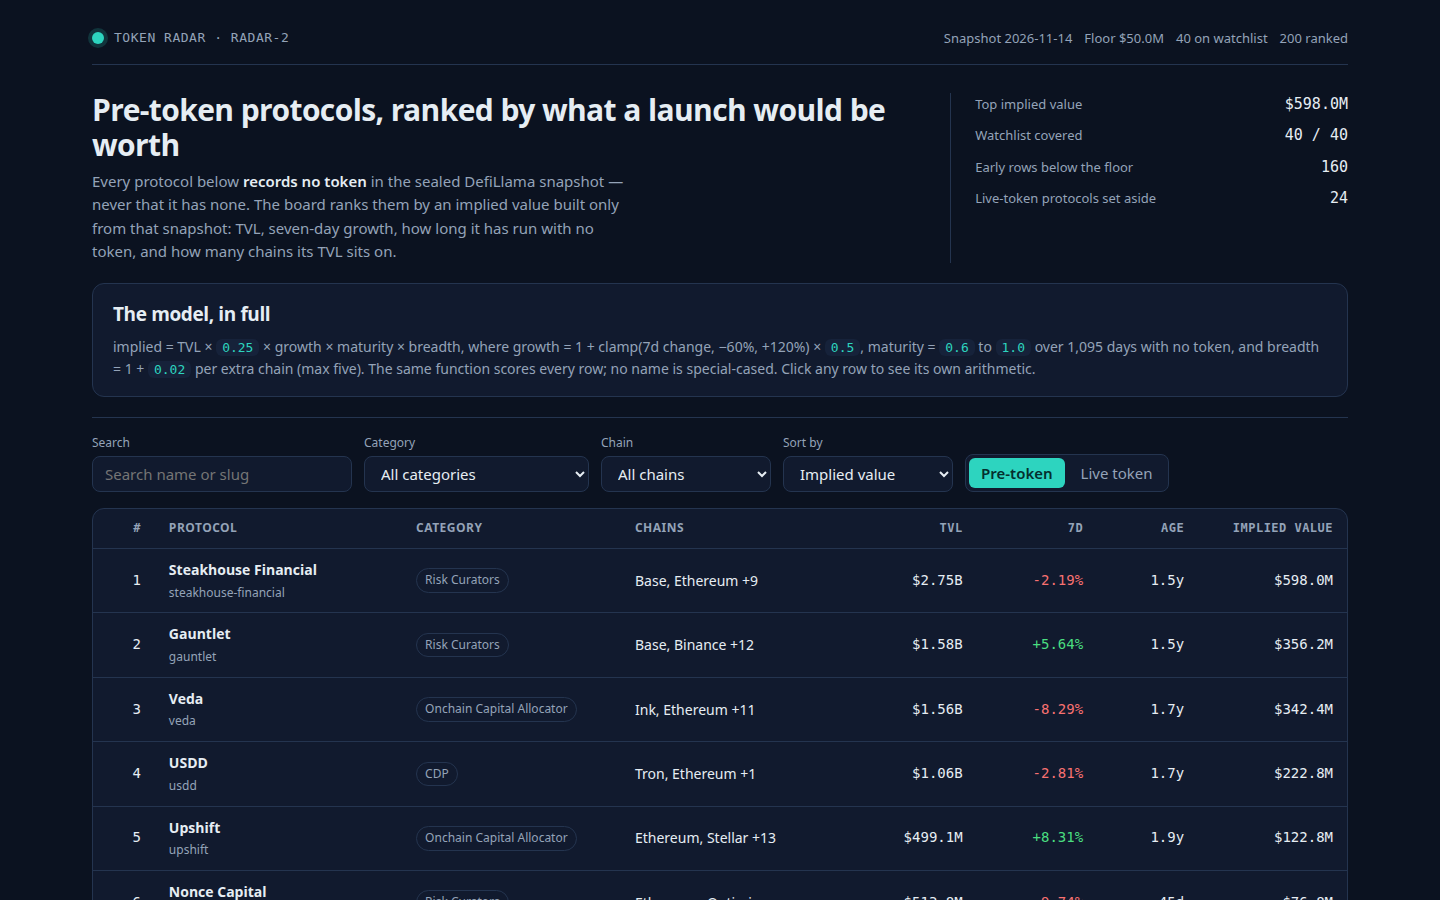 TOKEN RADAR · RADAR-2
Snapshot 2026-11-14 Floor $50.0M 40 on watchlist 200 ranked
Pre-token protocols, ranked by what a launch would be
worth
Every protocol below records no token in the sealed DefiLlama snapshot —
never that it has none. The board ranks them by an implied value built only
from that snapshot: TVL, seven-day growth, how long it has run with no
token, and how many chains its TVL sits on.
Top implied value $598.0M
Watchlist covered 40 / 40
Early rows below the floor 160
Live-token protocols set aside 24
The model, in full
implied = TVL × 0.25 × growth × maturity × breadth, where growth = 1 + clamp(7d change, −60%, +120%) × 0.5 , maturity = 0.6 to 1.0 over 1,095 days with no token, and breadth
= 1 + 0.02 per extra chain (max five). The same function scores every row; no name is special-cased. Click any row to see its own arithmetic.
Search Category Chain Sort by
Search name or slug All categories All chains Implied value Pre-token Live token
# PROTOCOL CATEGORY CHAINS TVL 7D AGE IMPLIED VALUE
1 Steakhouse Financial Risk Curators Base, Ethereum +9 $2.75B -2.19% 1.5y $598.0M
steakhouse-financial
2 Gauntlet Risk Curators Base, Binance +12 $1.58B +5.64% 1.5y $356.2M
gauntlet
3 Veda Onchain Capital Allocator Ink, Ethereum +11 $1.56B -8.29% 1.7y $342.4M
veda
4 USDD CDP Tron, Ethereum +1 $1.06B -2.81% 1.7y $222.8M
usdd
5 Upshift Onchain Capital Allocator Ethereum, Stellar +13 $499.1M +8.31% 1.9y $122.8M
upshift
Nonce Capital